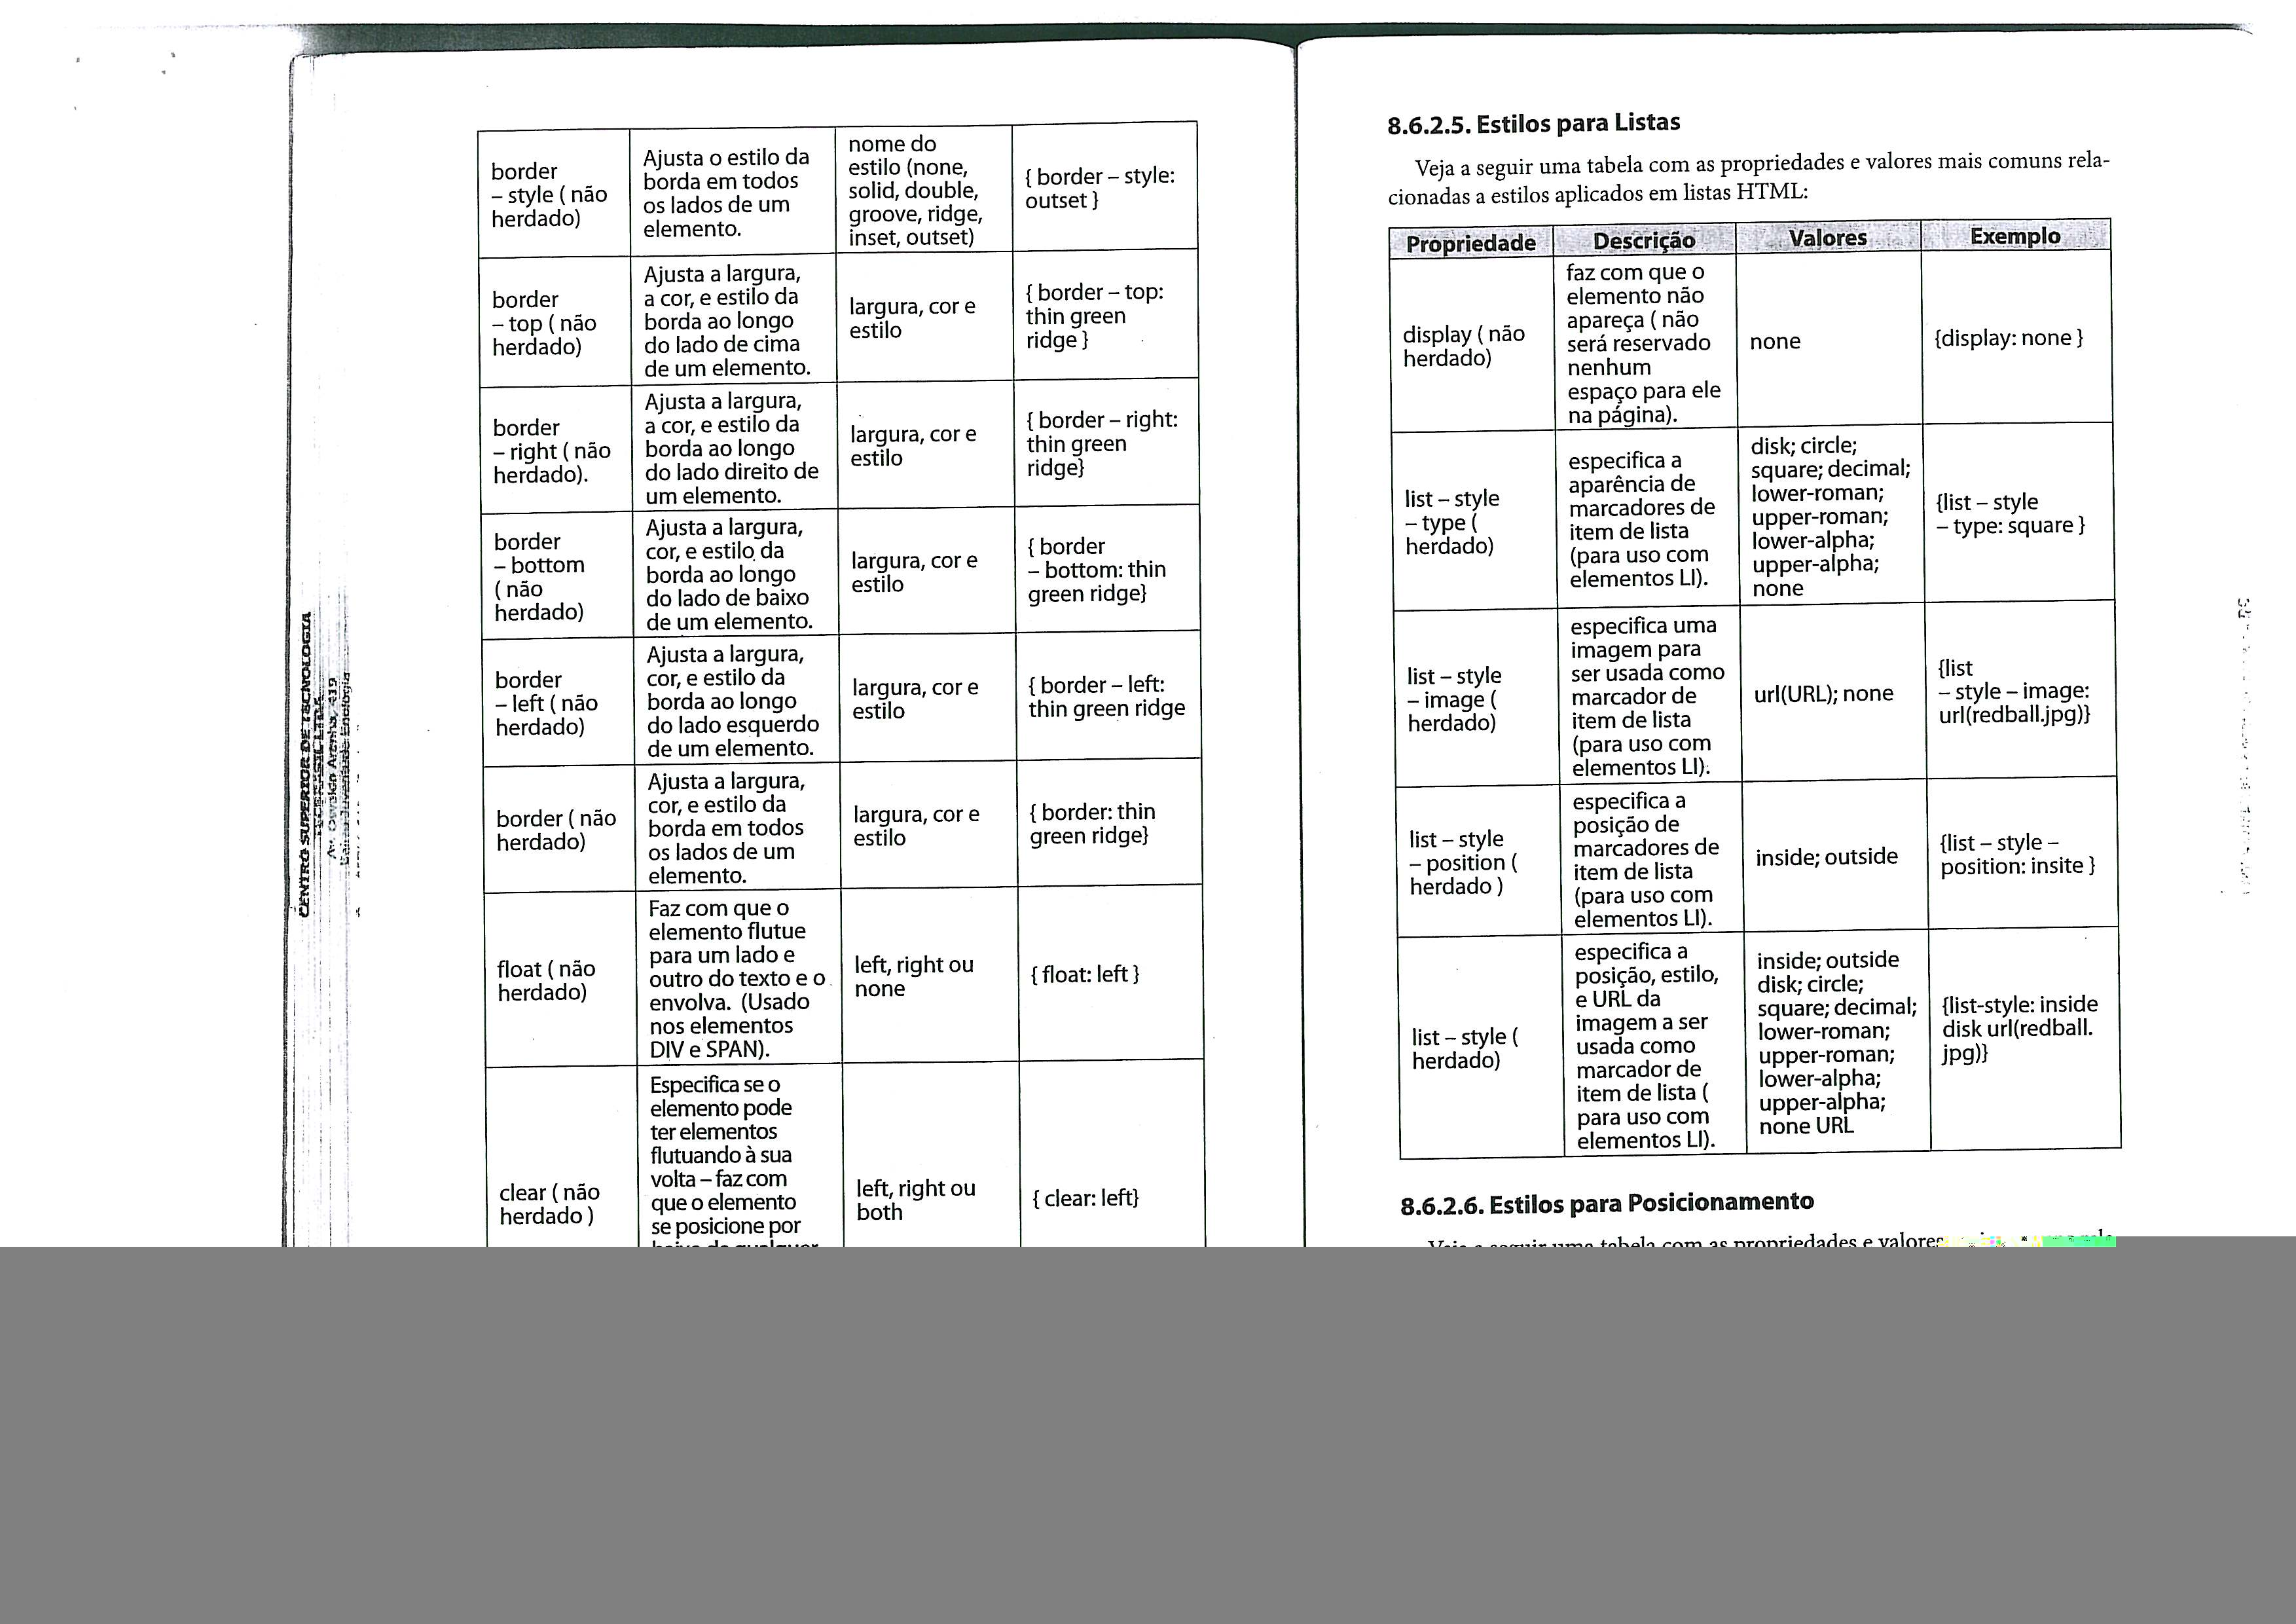 border
– style ( não
herdado)
Ajusta o estilo da
borda em todos
os lados de um
elemento.
nome do
estilo (none,
solid, double,
groove, ridge,
inset, outset)
{ border – style:
outset }
border
– top ( não
herdado)
Ajusta a largura,
a cor, e estilo da
borda ao longo
do lado de cima
de um elemento.
largura, cor e
estilo
{ border – top:
thin green
ridge }
border
– right ( não
herdado).
Ajusta a largura,
a cor, e estilo da
borda ao longo
do lado direito de
um elemento.
largura, cor e
estilo
{ border – right:
thin green
ridge}
border
– bottom
( não
herdado)
Ajusta a largura,
cor, e estilo da
borda ao longo
do lado de baixo
de um elemento.
largura, cor e
estilo
{ border
– bottom: thin
green ridge}
border
– left ( não
herdado)
Ajusta a largura,
cor, e estilo da
borda ao longo
do lado esquerdo
de um elemento.
largura, cor e
estilo
{ border – left:
thin green ridge
border ( não
herdado)
Ajusta a largura,
cor, e estilo da
borda em todos
os lados de um
elemento.
largura, cor e
estilo
{ border: thin
green ridge}
float ( não
herdado)
Faz com que o
elemento flutue
para um lado e
outro do texto e o
envolva. (Usado
nos elementos
DIV e SPAN).
left, right ou
none
{ float: left }
clear ( não
herdado )
Especifica se o
elemento pode
ter elementos
flutuando à sua
volta – faz com
que o elemento
se posicione por
left, right ou
both
{ clear: left}
CENTRO SUPERIOR DE TECNOLOGIA
8.6.2.5. Estilos para Listas
Veja a seguir uma tabela com as propriedades e valores mais comuns rela-
cionadas a estilos aplicados em listas HTML:
Propriedade Descrição Valores Exemplo
display ( não
herdado)
faz com que o
elemento não
apareça ( não
será reservado
nenhum
espaço para ele
na página).
none
{display: none }
list – style
– type (
herdado)
especifica a
aparência de
marcadores de
item de lista
(para uso com
elementos LI).
disk; circle;
square; decimal;
lower-roman;
upper-roman;
lower-alpha;
upper-alpha;
none
{list – style
– type: square }
list – style
– image (
herdado)
especifica uma
imagem para
ser usada como
marcador de
item de lista
(para uso com
elementos LI).
url(URL); none
{list
– style – image:
url(redball.jpg)}
list – style
– position (
herdado )
especifica a
posição de
marcadores de
item de lista
(para uso com
elementos LI).
inside; outside
{list – style –
position: insite }
list – style (
herdado)
especifica a
posição, estilo,
e URL da
imagem a ser
usada como
marcador de
item de lista (
para uso com
elementos LI).
inside; outside
disk; circle;
square; decimal;
lower-roman;
upper-roman;
lower-alpha;
upper-alpha;
none URL
{list-style: inside
disk url(redball.
jpg)}
8.6.2.6. Estilos para Posicionamento
Veja a seguir uma tabela com as propriedades e valores